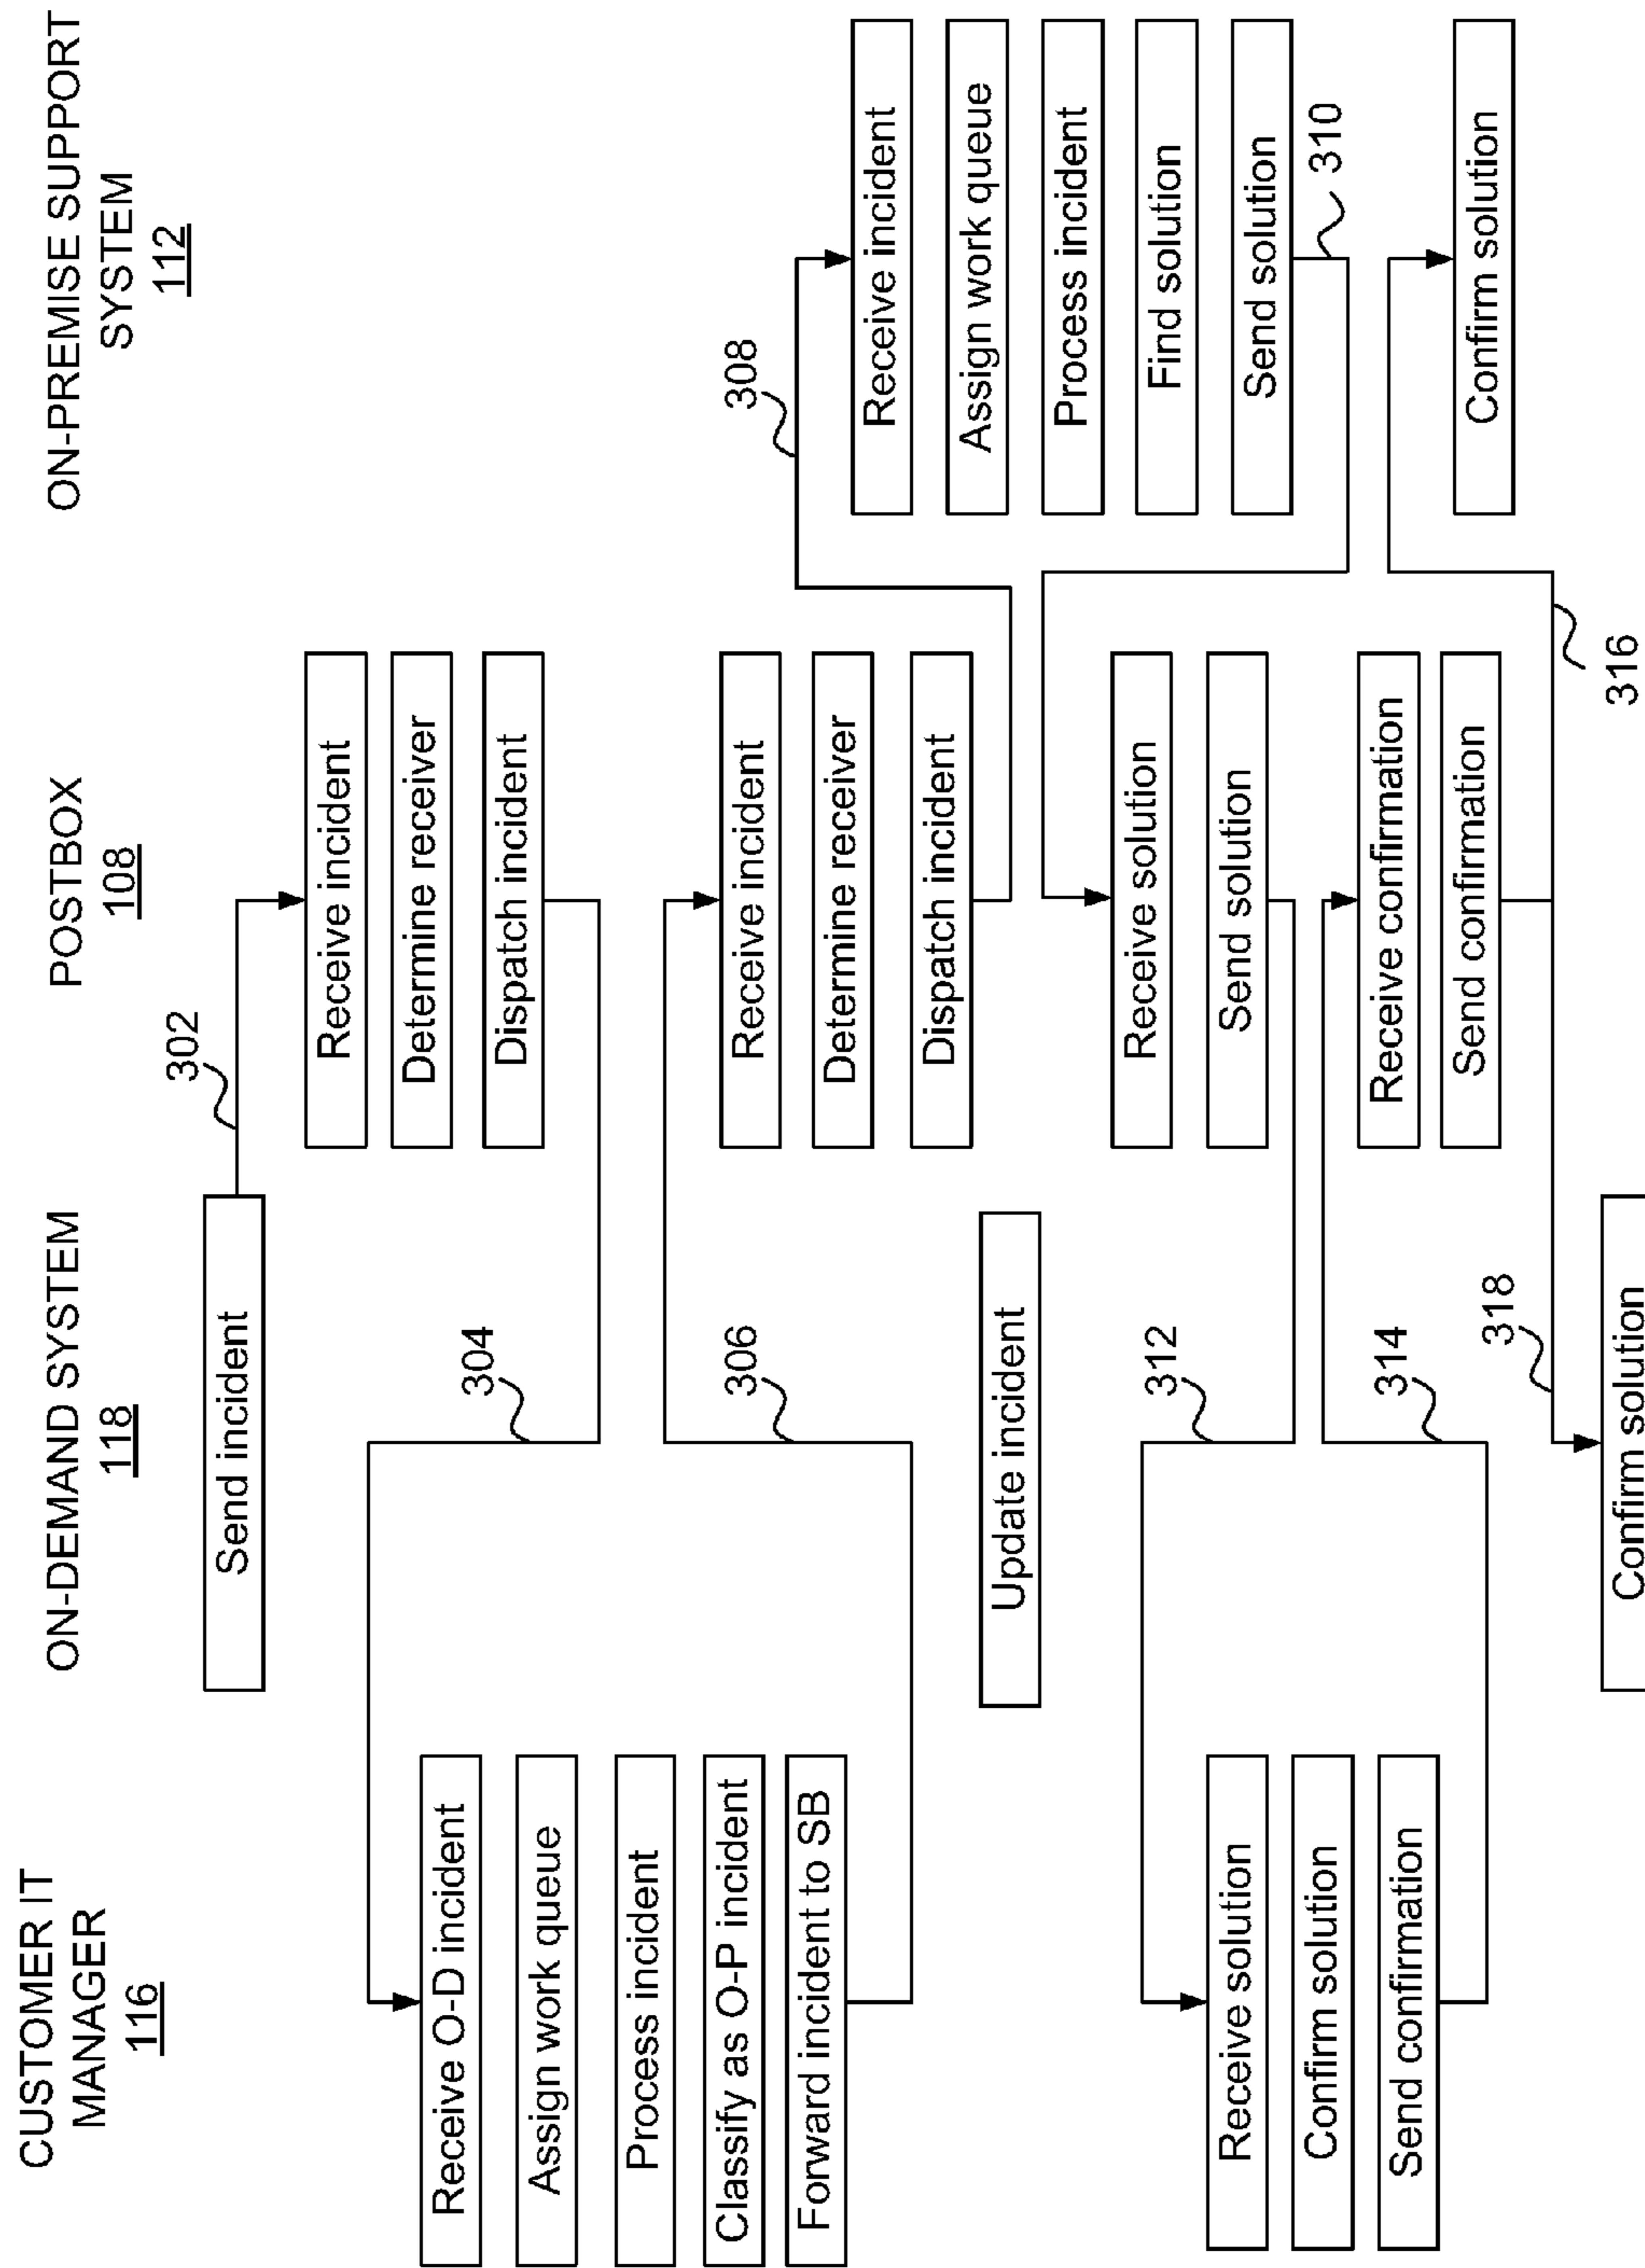 CUSTOMER IT
MANAGER
116
ON-DEMAND SYSTEM
118
POSTBOX
108
ON-PREMISE SUPPORT
SYSTEM
112
Send incident
302
Receive incident
Determine receiver
Dispatch incident
304
Receive O-D incident
Assign work queue
Process incident
Classify as O-P incident
Forward incident to SB
306
Receive incident
Determine receiver
Dispatch incident
308
Receive incident
Assign work queue
Process incident
Find solution
Send solution
310
Update incident
Receive solution
Send solution
312
Receive solution
Confirm solution
Send confirmation
314
Receive confirmation
Send confirmation
316
Confirm solution
318
Confirm solution